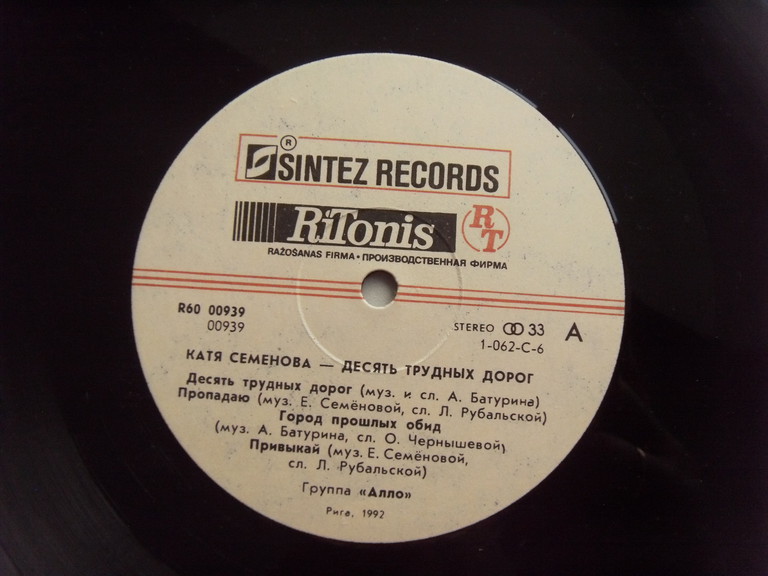 ®
SINTEZ RECORDS
RiTonis RT
RAŽOŠANAS FIRMA • ПРОИЗВОДСТВЕННАЯ ФИРМА
R60 00939
00939
STEREO 33 A
1-062-C-6
КАТЯ СЕМЕНОВА — ДЕСЯТЬ ТРУДНЫХ ДОРОГ
Десять трудных дорог (муз. и сл. А. Батурина)
Пропадаю (муз. Е. Семёновой, сл. Л. Рубальской)
Город прошлых обид
(муз. А. Батурина, сл. О. Чернышевой)
Привыкай (муз. Е. Семёновой,
сл. Л. Рубальской)
Группа «Алло»
Рига, 1992